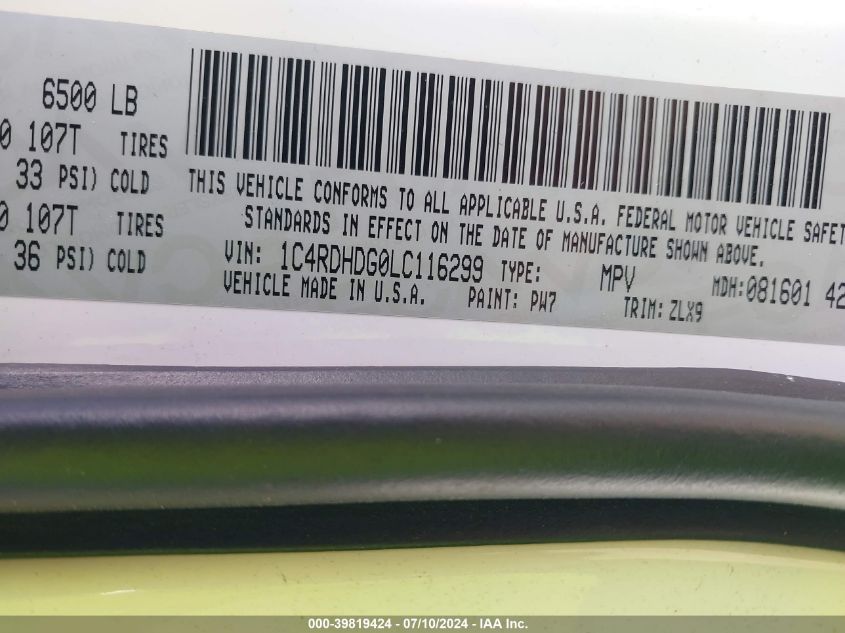 6500 LB
0 107T TIRES
33 PSI) COLD
0 107T TIRES
36 PSI) COLD
THIS VEHICLE CONFORMS TO ALL APPLICABLE U.S.A. FEDERAL MOTOR VEHICLE SAFET
STANDARDS IN EFFECT ON THE DATE OF MANUFACTURE SHOWN ABOVE.
VIN: 1C4RDHDG0LC116299 TYPE: MPV MDH:081601 42
VEHICLE MADE IN U.S.A. PAINT: PW7 TRIM: ZLX9
000-39819424 - 07/10/2024 - IAA Inc.